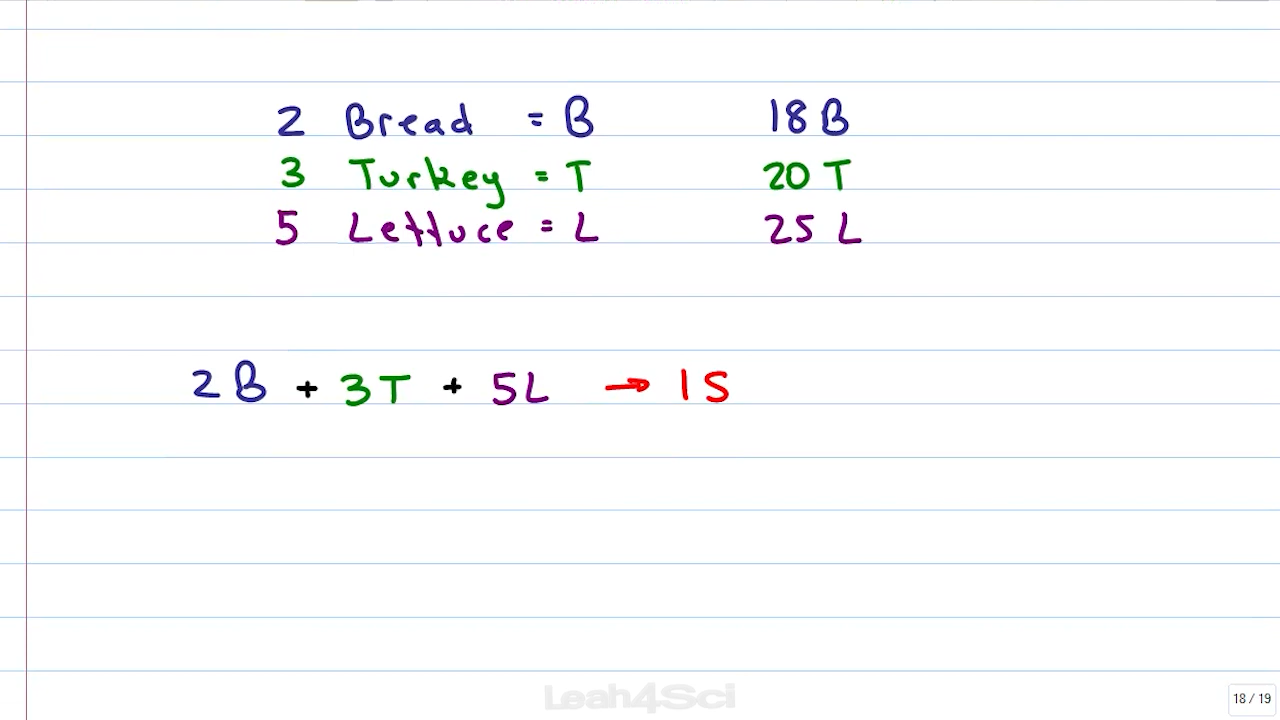 2 Bread = B 18 B
3 Turkey = T 20 T
5 Lettuce = L 25 L
2B + 3T + 5L → 1S
Leah4Sci
18 / 19